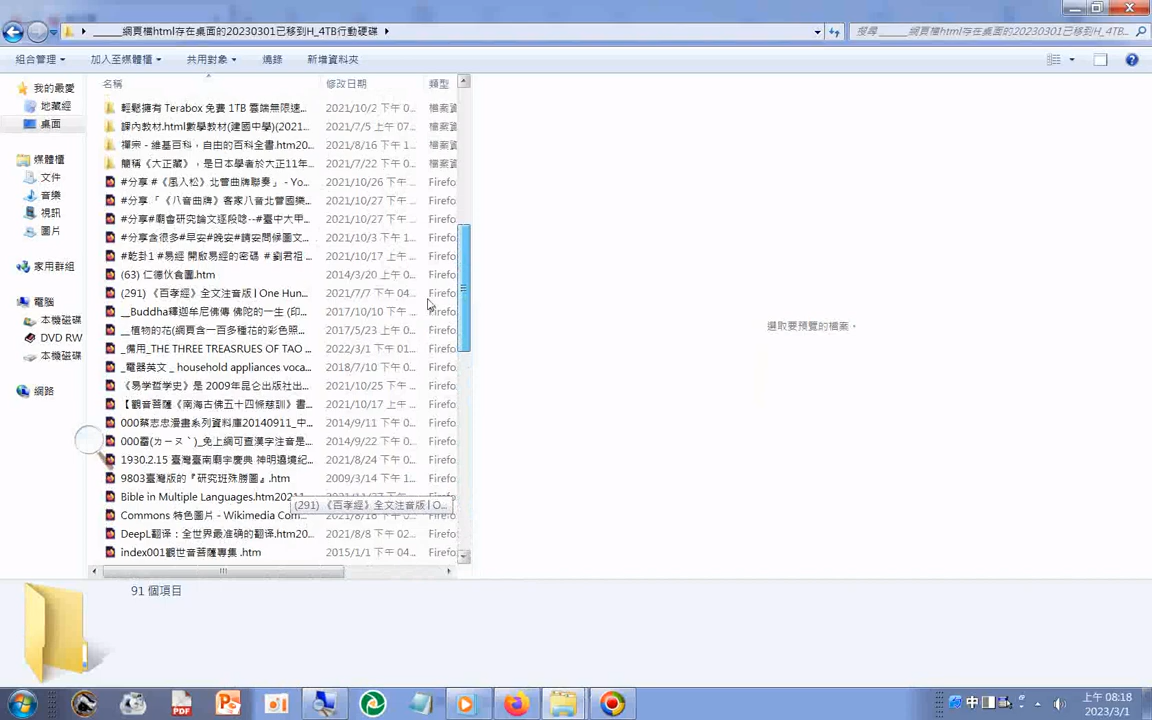 ______網頁檔html存在桌面的20230301已移到H_4TB行動硬碟
搜尋 ______網頁檔html存在桌面的20230301已移到H_4TB...
組合管理 加入至媒體櫃 共用對象 燒錄 新增資料夾
我的最愛
地藏經
桌面
媒體櫃
文件
音樂
視訊
圖片
家用群組
電腦
本機磁碟
DVD RW
本機磁碟
網路
名稱 修改日期 類型
輕鬆擁有 Terabox 免費 1TB 雲端無限速... 2021/10/2 下午 0... 檔案資
課內教材.html數學教材(建國中學)(2021... 2021/7/5 上午 07... 檔案資
禪宗 - 維基百科，自由的百科全書.htm20... 2021/8/16 下午 0... 檔案資
簡稱《大正藏》，是日本學者於大正11年... 2021/7/22 下午 0... 檔案資
#分享 #《風入松》北管曲牌聯奏」 - Yo... 2021/10/26 下午 ... Firefo
#分享 「《八音曲牌》客家八音北管國樂... 2021/10/27 下午 ... Firefo
#分享#廟會研究論文逐段唸--#臺中大甲... 2021/10/27 下午 ... Firefo
#分享含很多#早安#晚安#請安問候圖文... 2021/10/3 下午 1... Firefo
#乾卦1 #易經 開啟易經的密碼 # 劉君祖 ... 2021/10/17 上午 ... Firefo
(63) 仁德伙食團.htm 2014/3/20 上午 0... Firefo
(291) 《百孝經》全文注音版 | One Hun... 2021/7/7 下午 04... Firefo
__Buddha釋迦牟尼佛傳 佛陀的一生 (印... 2017/10/10 下午 ... Firefo
__植物的花(網頁含一百多種花的彩色照... 2017/5/23 上午 0... Firefo
_備用_THE THREE TREASRUES OF TAO ... 2022/3/1 下午 01... Firefo
_電器英文 _ household appliances voca... 2018/7/10 下午 0... Firefo
《易学哲学史》是 2009年昆仑出版社出... 2021/10/25 下午 ... Firefo
【觀音菩薩《南海古佛五十四條慈訓》書... 2021/10/17 上午 ... Firefo
000蔡志忠漫畫系列資料庫20140911_中... 2014/9/11 下午 0... Firefo
000霤(ㄌㄧㄡˋ)_免上網可查漢字注音是... 2014/9/22 下午 0... Firefo
1930.2.15 臺灣臺南廟宇慶典 神明遶境紀... 2021/8/24 下午 0... Firefo
9803臺灣版的『研究班殊勝圖』.htm 2009/3/14 下午 1... Firefo
Bible in Multiple Languages.htm2021 Firefo
(291) 《百孝經》全文注音版 | O...
Commons 特色圖片 - Wikimedia Com... 2021/8/18 下午 0... Firefo
DeepL翻译：全世界最准确的翻译.htm20... 2021/8/8 下午 02... Firefo
index001觀世音菩薩專集 .htm 2015/1/1 下午 04... Firefo
選取要預覽的檔案。
91 個項目
PDF
中
上午 08:18
2023/3/1